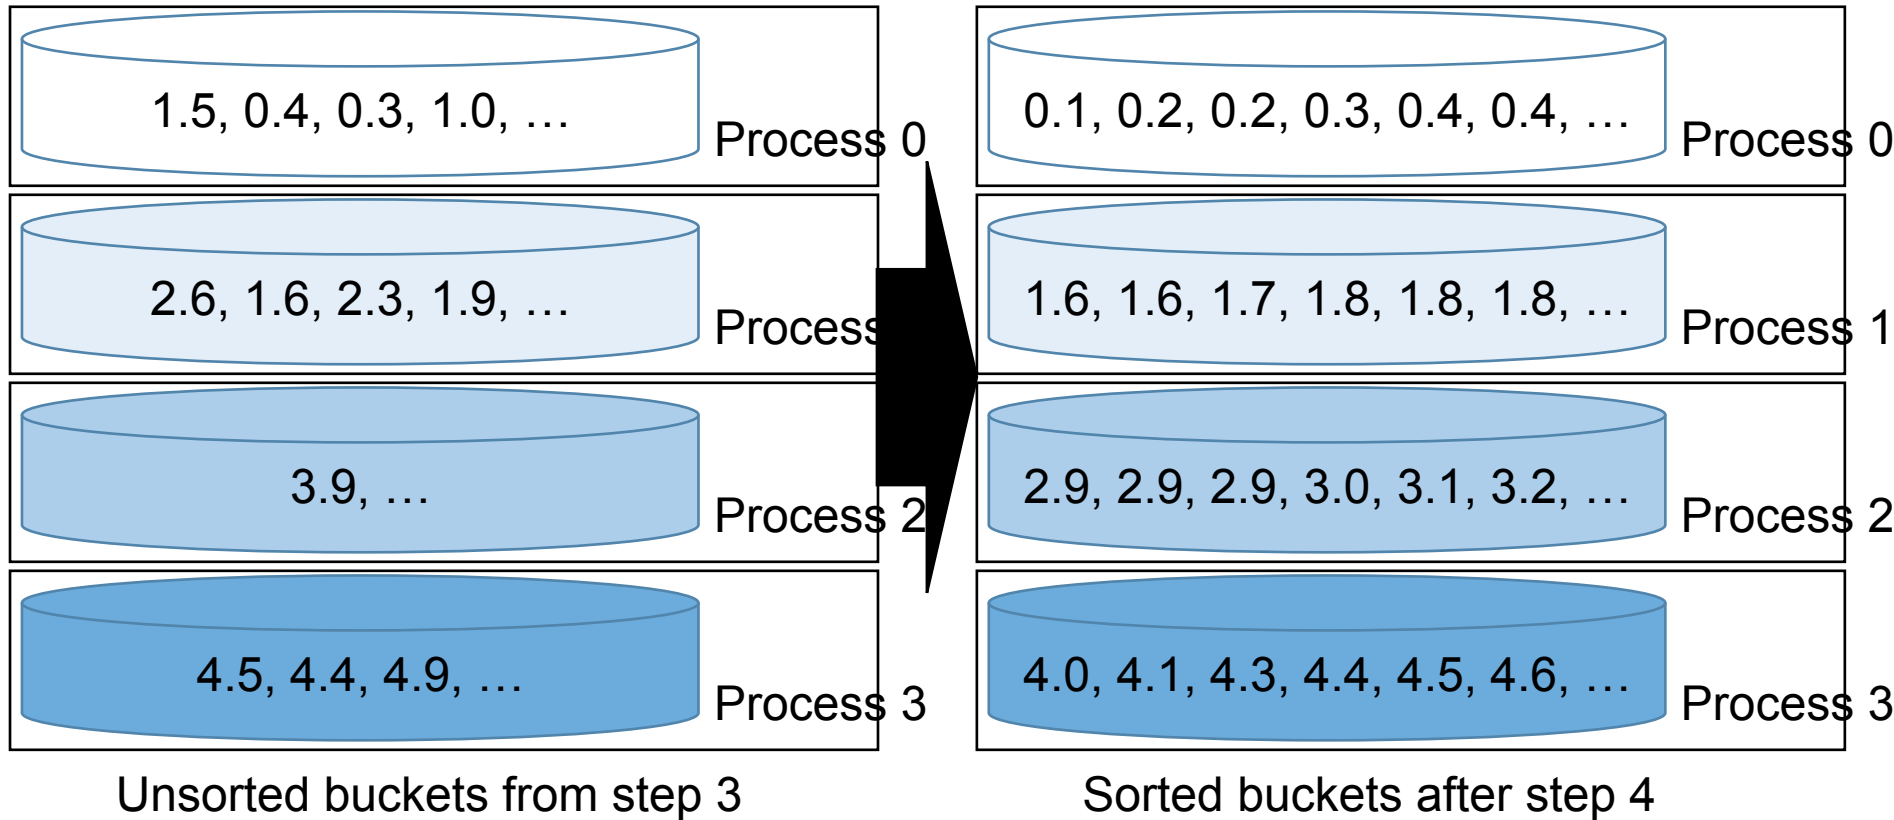 1.5, 0.4, 0.3, 1.0, …
Process 0
2.6, 1.6, 2.3, 1.9, …
Process
3.9, …
Process 2
4.5, 4.4, 4.9, …
Process 3
Unsorted buckets from step 3
0.1, 0.2, 0.2, 0.3, 0.4, 0.4, …
Process 0
1.6, 1.6, 1.7, 1.8, 1.8, 1.8, …
Process 1
2.9, 2.9, 2.9, 3.0, 3.1, 3.2, …
Process 2
4.0, 4.1, 4.3, 4.4, 4.5, 4.6, …
Process 3
Sorted buckets after step 4